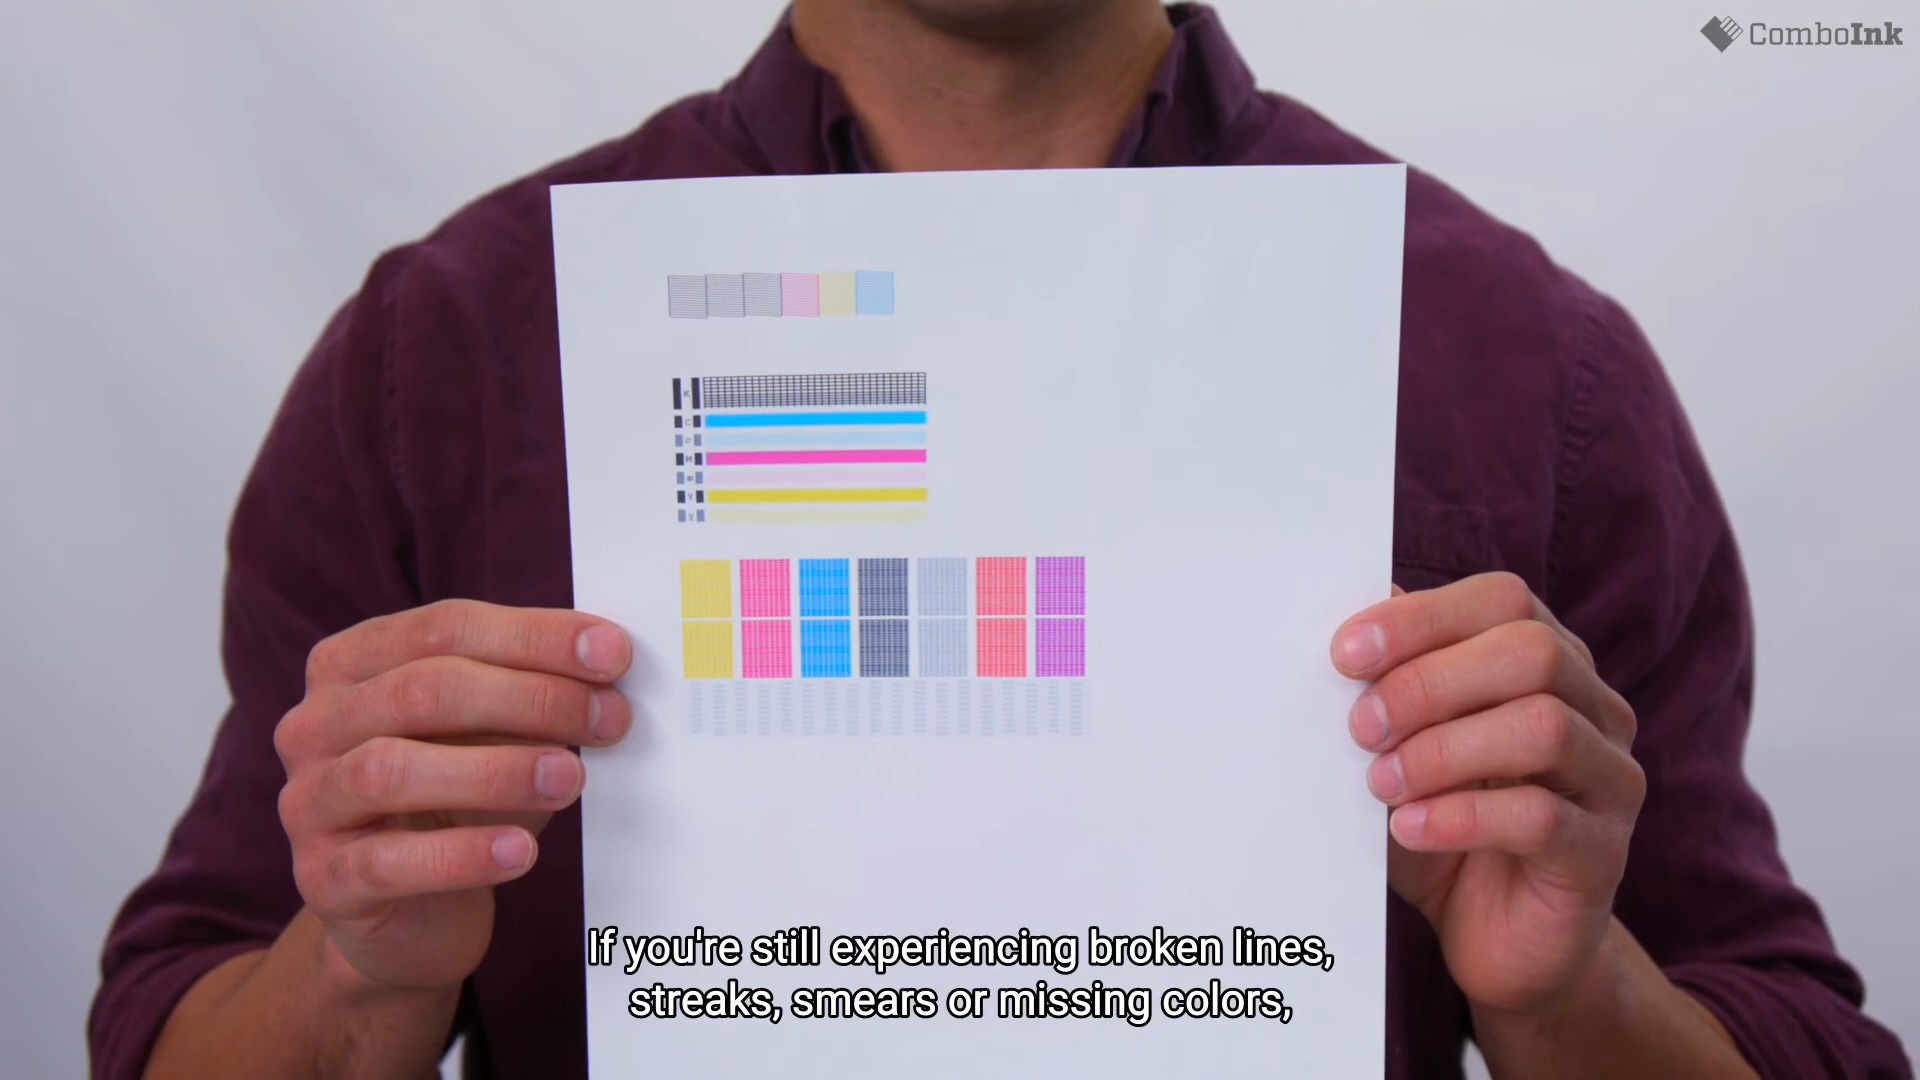 ComboInk
K
C
c
M
m
Y
y
If you're still experiencing broken lines,
streaks, smears or missing colors,